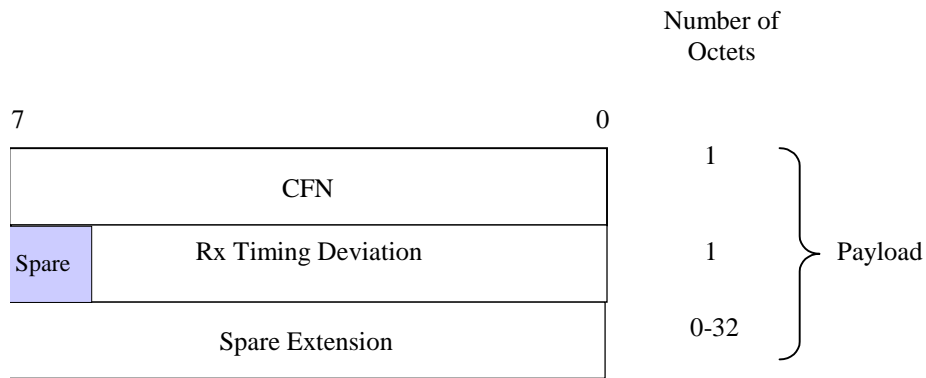 Number of
Octets
7 0
CFN 1
Spare Rx Timing Deviation 1 Payload
Spare Extension 0-32